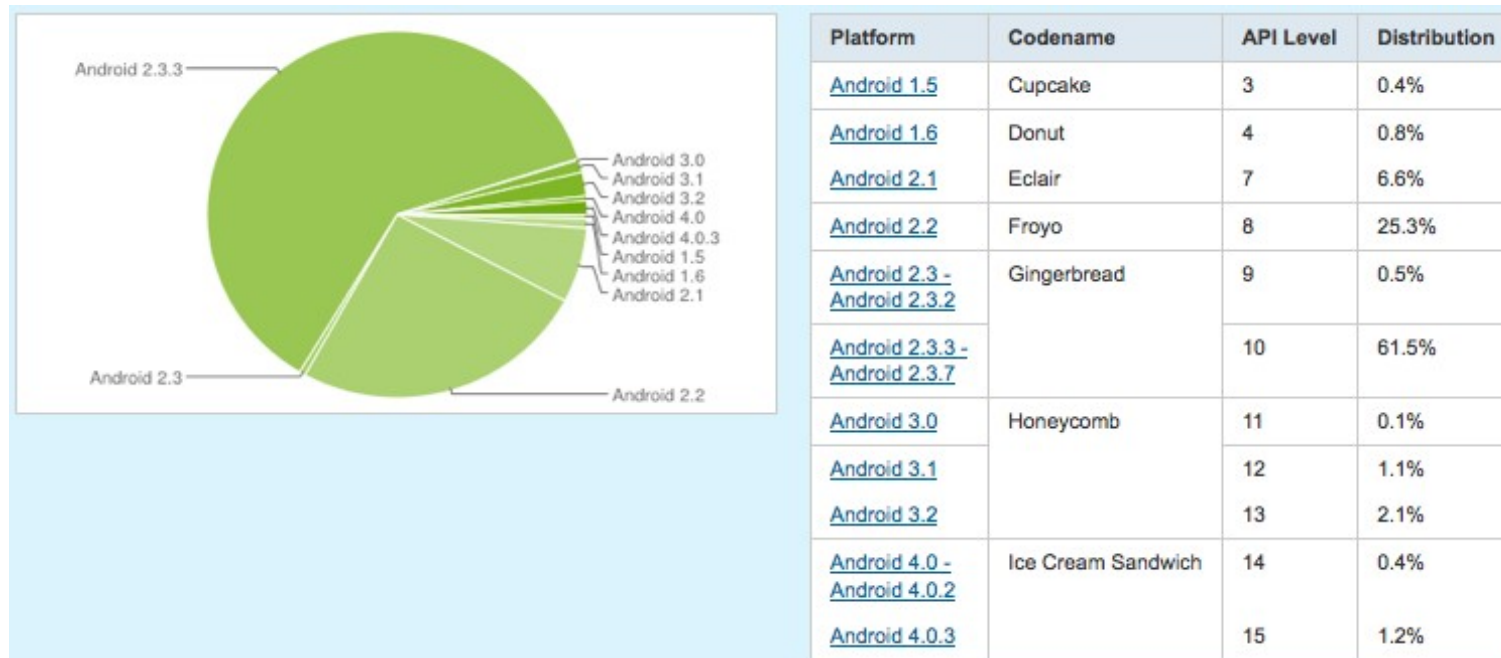 Android 2.3.3
Android 3.0
Android 3.1
Android 3.2
Android 4.0
Android 4.0.3
Android 1.5
Android 1.6
Android 2.1
Android 2.3
Android 2.2
Platform Codename API Level Distribution
Android 1.5 Cupcake 3 0.4%
Android 1.6 Donut 4 0.8%
Android 2.1 Eclair 7 6.6%
Android 2.2 Froyo 8 25.3%
Android 2.3 - Gingerbread 9 0.5%
Android 2.3.2
Android 2.3.3 - 10 61.5%
Android 2.3.7
Android 3.0 Honeycomb 11 0.1%
Android 3.1 12 1.1%
Android 3.2 13 2.1%
Android 4.0 - Ice Cream Sandwich 14 0.4%
Android 4.0.2
Android 4.0.3 15 1.2%